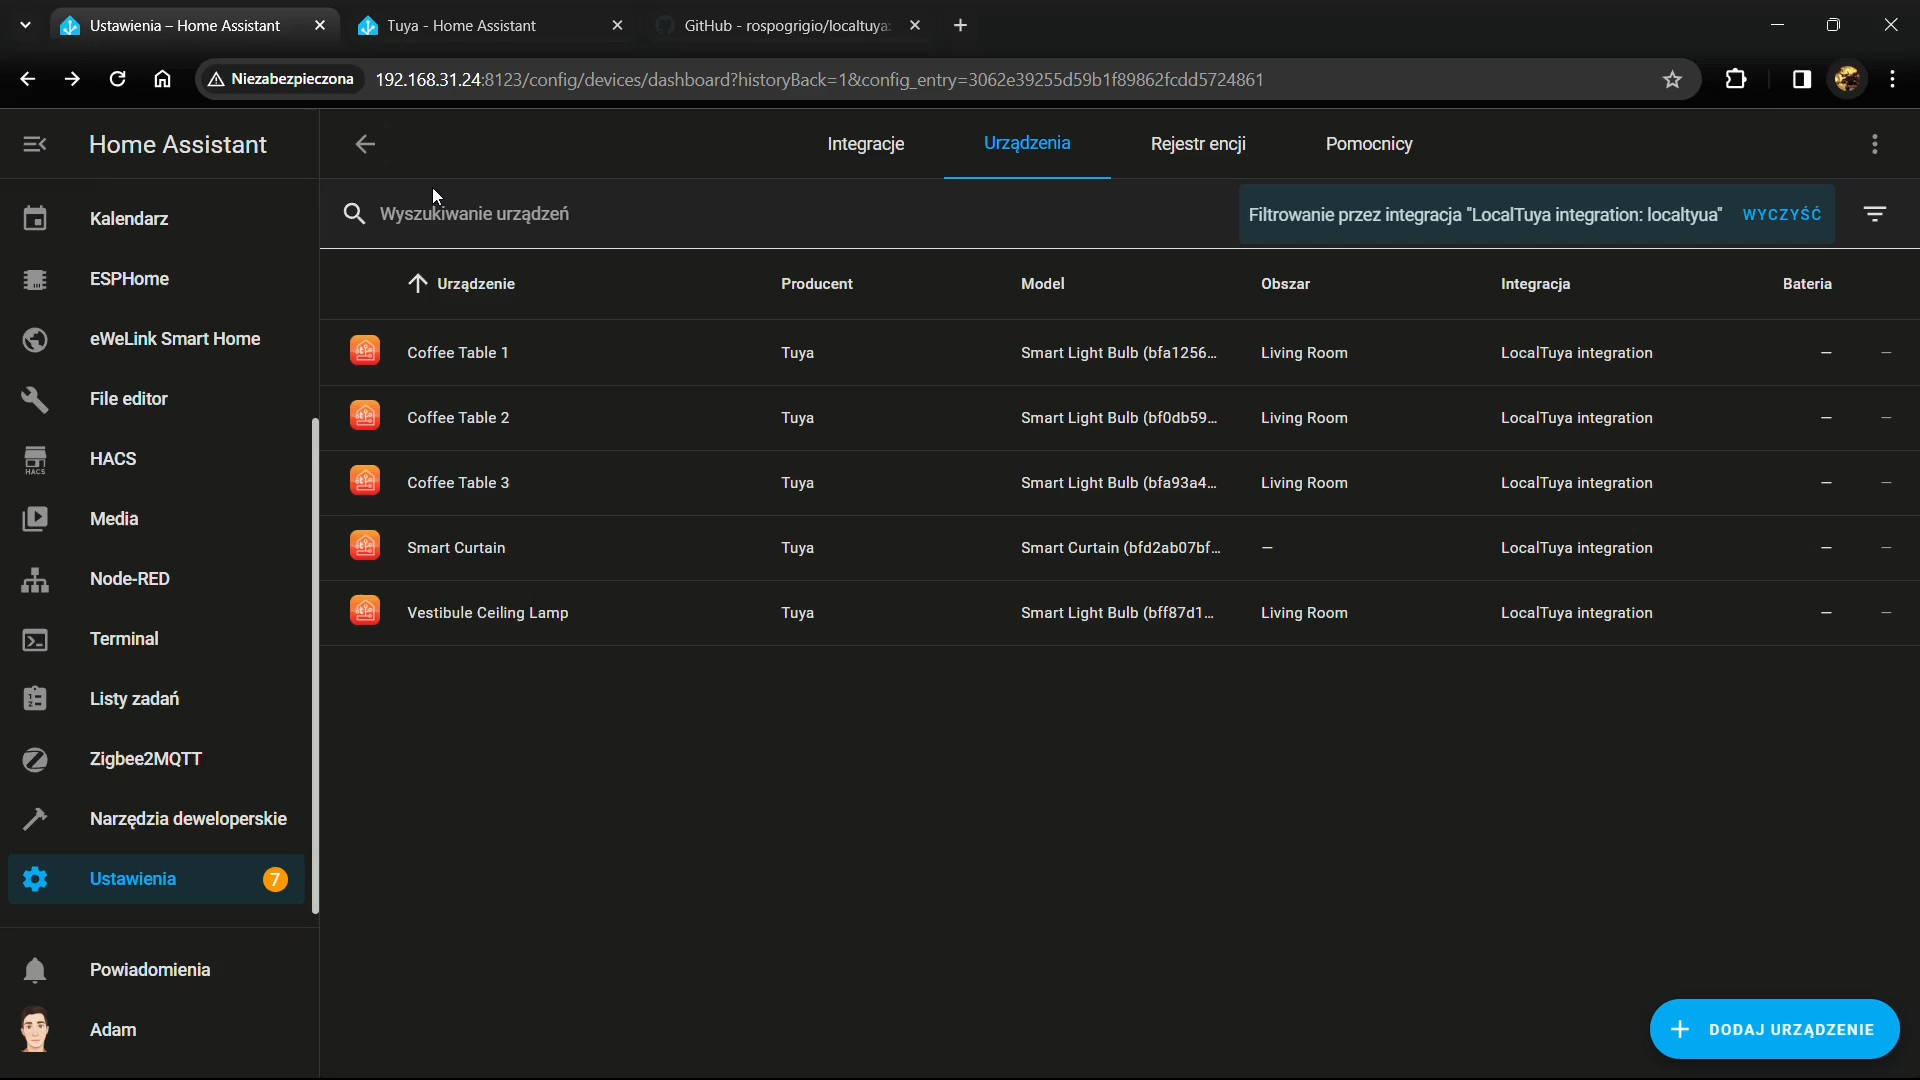 Ustawienia – Home Assistant
Tuya - Home Assistant
GitHub - rospogrigio/localtuya:
Niezabezpieczona
192.168.31.24:8123/config/devices/dashboard?historyBack=1&config_entry=3062e39255d59b1f89862fcdd5724861
Home Assistant
Integracje
Urządzenia
Rejestr encji
Pomocnicy
Kalendarz
ESPHome
eWeLink Smart Home
File editor
HACS
HACS
Media
Node-RED
Terminal
Listy zadań
Zigbee2MQTT
Narzędzia deweloperskie
Ustawienia 7
Powiadomienia
Adam
Wyszukiwanie urządzeń
Filtrowanie przez integracja "LocalTuya integration: localtyua" WYCZYŚĆ
Urządzenie Producent Model Obszar Integracja Bateria
Coffee Table 1 Tuya Smart Light Bulb (bfa1256... Living Room LocalTuya integration — —
Coffee Table 2 Tuya Smart Light Bulb (bf0db59... Living Room LocalTuya integration — —
Coffee Table 3 Tuya Smart Light Bulb (bfa93a4... Living Room LocalTuya integration — —
Smart Curtain Tuya Smart Curtain (bfd2ab07bf... — LocalTuya integration — —
Vestibule Ceiling Lamp Tuya Smart Light Bulb (bff87d1... Living Room LocalTuya integration — —
DODAJ URZĄDZENIE